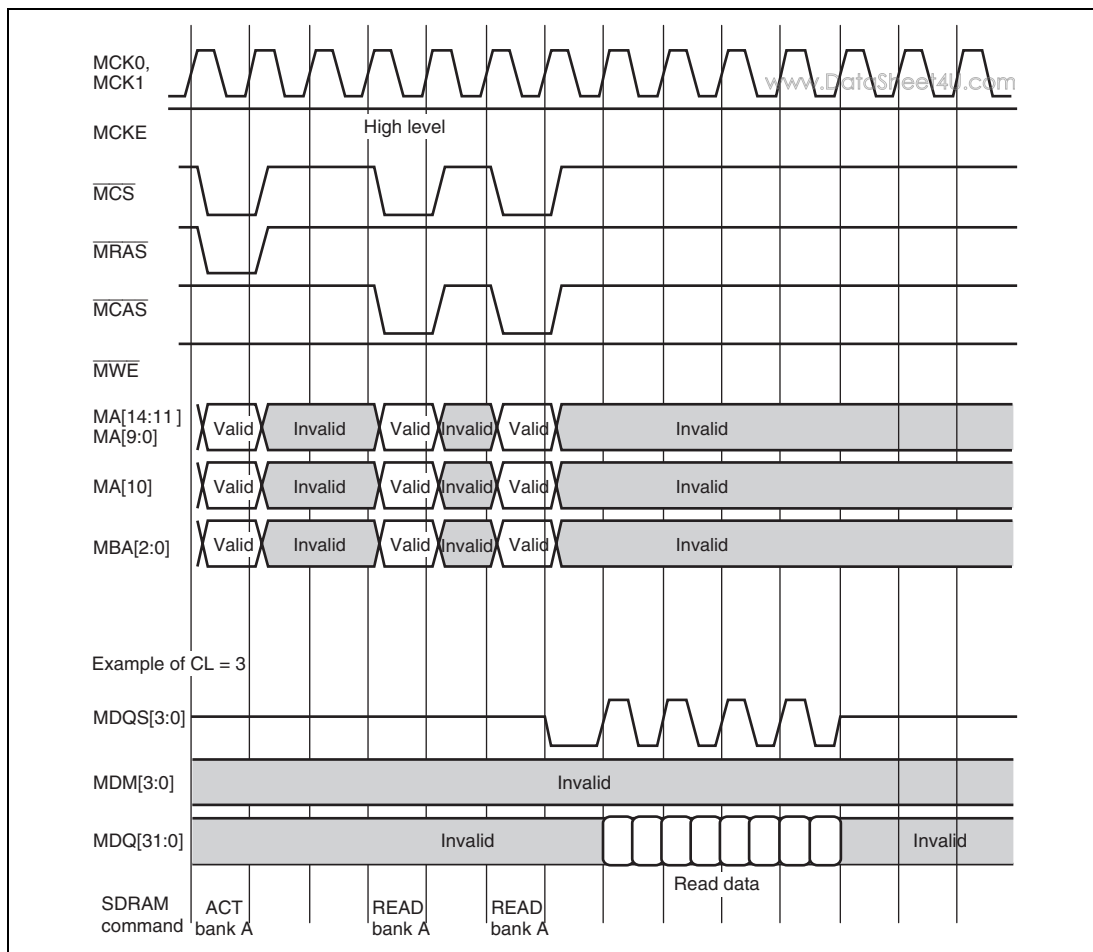 MCK0,
MCK1
www.DataSheet4U.com
MCKE
High level
MCS
MRAS
MCAS
MWE
MA[14:11]
MA[9:0]
Valid Invalid Valid Invalid Valid Invalid
MA[10]
Valid Invalid Valid Invalid Valid Invalid
MBA[2:0]
Valid Invalid Valid Invalid Valid Invalid
Example of CL = 3
MDQS[3:0]
MDM[3:0]
Invalid
MDQ[31:0]
Invalid
Invalid
Read data
SDRAM
command
ACT
bank A
READ
bank A
READ
bank A